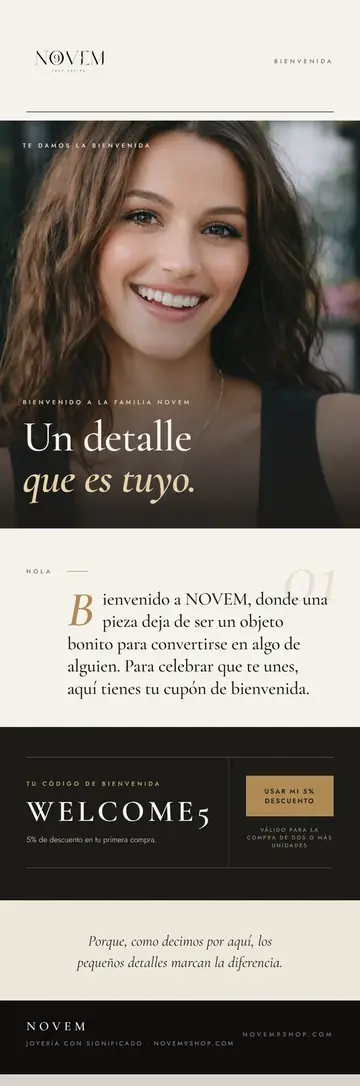 NOVEM
BIENVENIDA
TE DAMOS LA BIENVENIDA
BIENVENIDO A LA FAMILIA NOVEM
Un detalle
que es tuyo.
HOLA
01
Bienvenido a NOVEM, donde una
pieza deja de ser un objeto
bonito para convertirse en algo de
alguien. Para celebrar que te unes,
aquí tienes tu cupón de bienvenida.
TU CÓDIGO DE BIENVENIDA
WELCOME5
5% de descuento en tu primera compra.
USAR MI 5%
DESCUENTO
VÁLIDO PARA LA
COMPRA DE DOS O MÁS
UNIDADES
Porque, como decimos por aquí, los
pequeños detalles marcan la diferencia.
NOVEM
JOYERÍA CON SIGNIFICADO · NOVEM9SHOP.COM
NOVEM9SHOP.COM